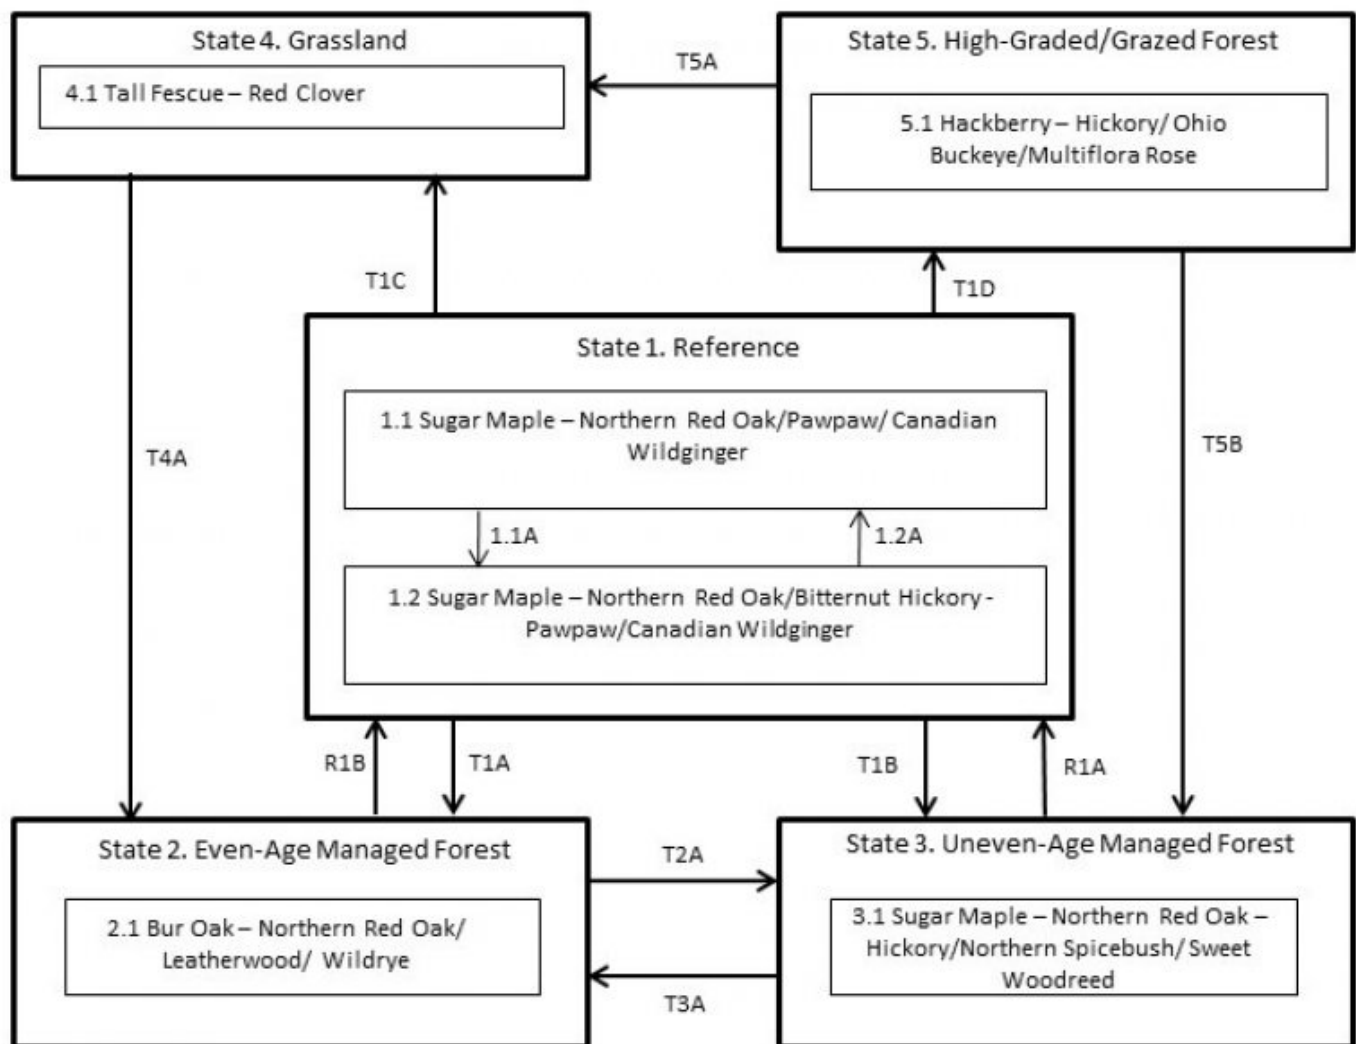 State 4. Grassland
4.1 Tall Fescue – Red Clover
T5A
State 5. High-Graded/Grazed Forest
5.1 Hackberry – Hickory/ Ohio
Buckeye/Multiflora Rose
T1C
T1D
State 1. Reference
1.1 Sugar Maple – Northern Red Oak/Pawpaw/ Canadian
Wildginger
T4A
T5B
1.1A
1.2A
1.2 Sugar Maple – Northern Red Oak/Bitternut Hickory -
Pawpaw/Canadian Wildginger
R1B
T1A
T1B
R1A
State 2. Even-Age Managed Forest
2.1 Bur Oak – Northern Red Oak/
Leatherwood/ Wildrye
T2A
T3A
State 3. Uneven-Age Managed Forest
3.1 Sugar Maple – Northern Red Oak –
Hickory/Northern Spicebush/ Sweet
Woodreed